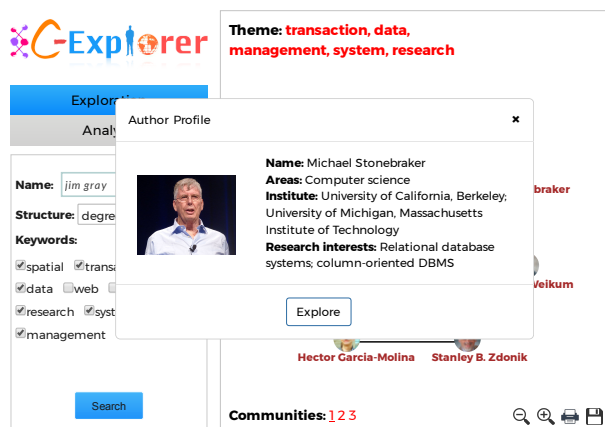 C-Explorer
Theme: transaction, data,
management, system, research
Exploration
Analy
Author Profile
×
Name: Michael Stonebraker
Areas: Computer science
Institute: University of California, Berkeley;
University of Michigan, Massachusetts
Institute of Technology
Research interests: Relational database
systems; column-oriented DBMS
Explore
Name: jim gray
Structure: degre
Keywords:
spatial transa
data web
research syst
management
Search
braker
Weikum
Hector Garcia-Molina Stanley B. Zdonik
Communities: 1 2 3